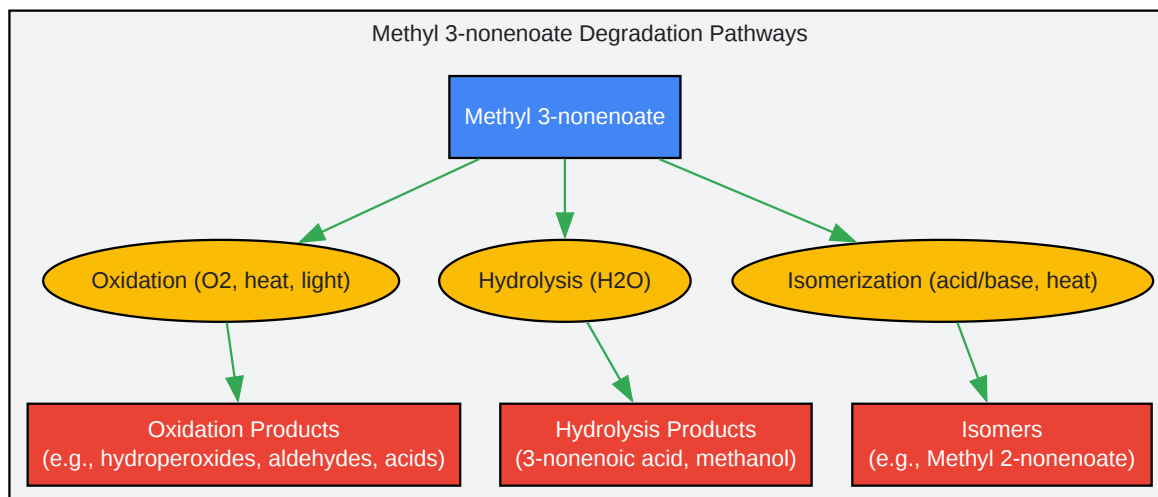 Methyl 3-nonenoate Degradation Pathways
Methyl 3-nonenoate
Oxidation (O2, heat, light)
Hydrolysis (H2O)
Isomerization (acid/base, heat)
Oxidation Products
(e.g., hydroperoxides, aldehydes, acids)
Hydrolysis Products
(3-nonenoic acid, methanol)
Isomers
(e.g., Methyl 2-nonenoate)